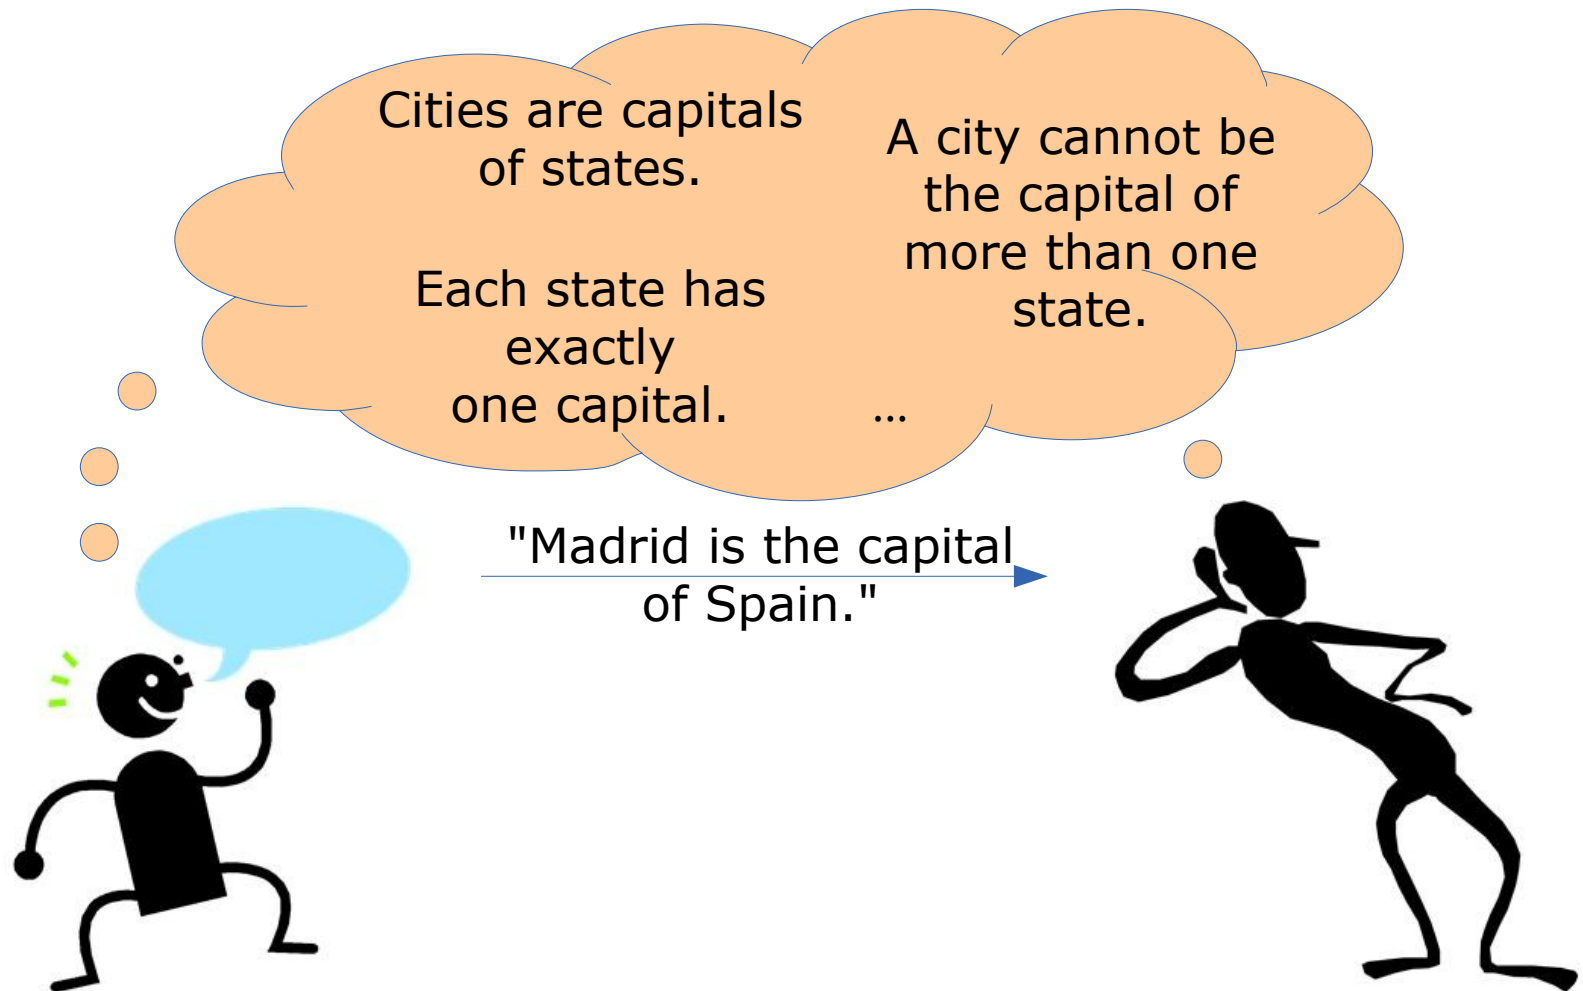 Cities are capitals
of states.
A city cannot be
the capital of
more than one
state.
Each state has
exactly
one capital.
...
"Madrid is the capital
of Spain."